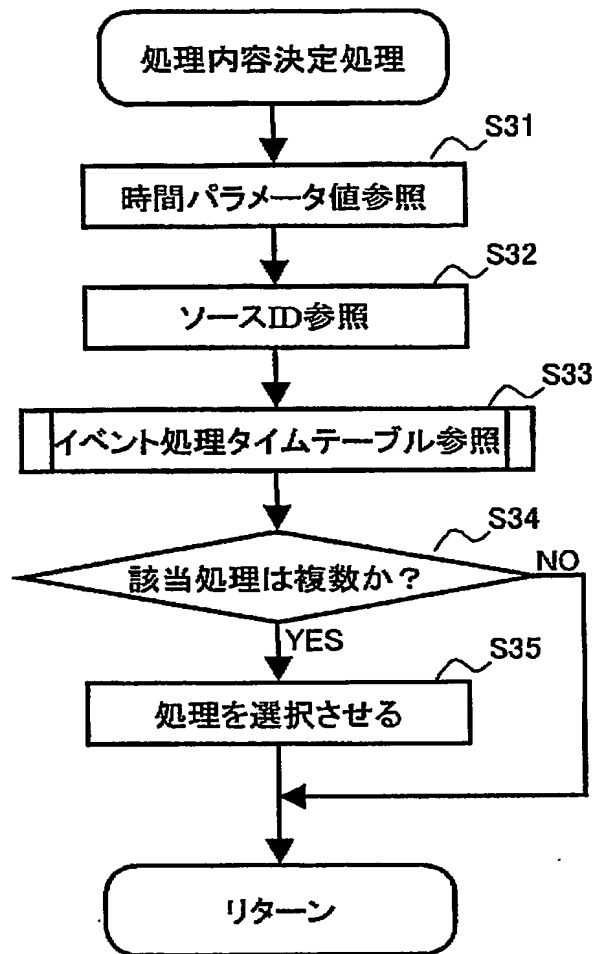 処理内容決定処理
S31
時間パラメータ値参照
S32
ソースID参照
S33
イベント処理タイムテーブル参照
S34
該当処理は複数か？
NO
YES
S35
処理を選択させる
リターン